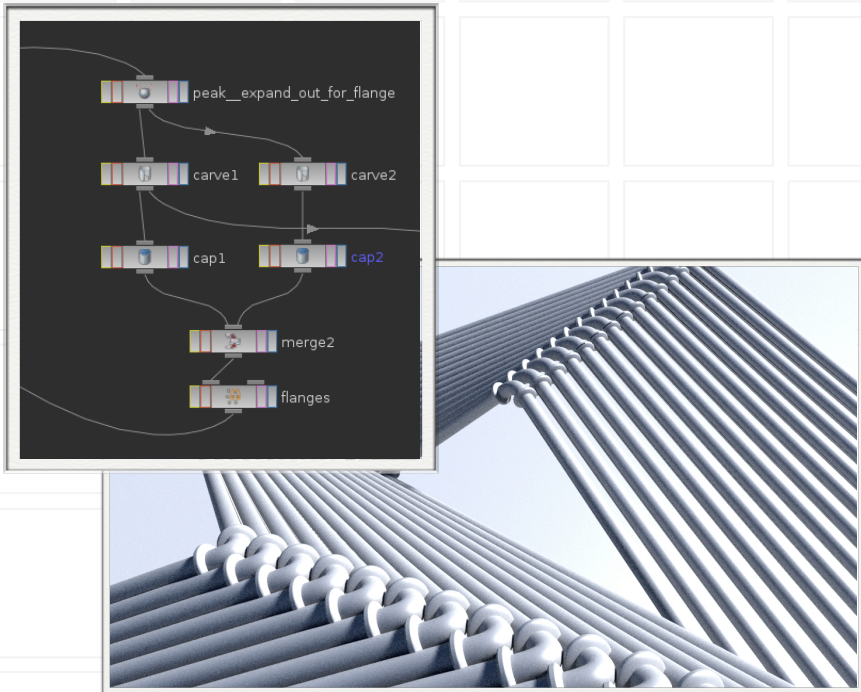 peak__expand_out_for_flange
carve1
carve2
cap1
cap2
merge2
flanges